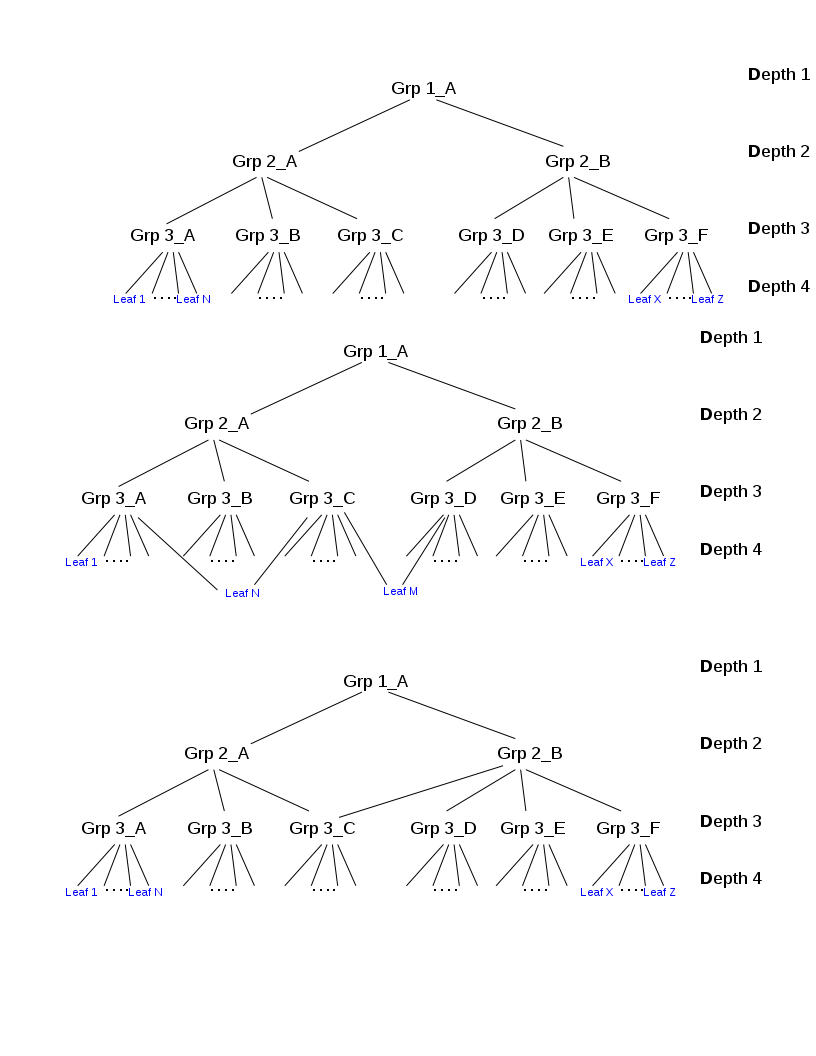 Depth 1
Grp 1_A
Depth 2
Grp 2_A Grp 2_B
Depth 3
Grp 3_A Grp 3_B Grp 3_C Grp 3_D Grp 3_E Grp 3_F
Depth 4
Leaf 1 .... Leaf N .... .... .... .... Leaf X .... Leaf Z
Depth 1
Grp 1_A
Depth 2
Grp 2_A Grp 2_B
Depth 3
Grp 3_A Grp 3_B Grp 3_C Grp 3_D Grp 3_E Grp 3_F
Depth 4
Leaf 1 .... .... .... .... .... Leaf X .... Leaf Z
Leaf N Leaf M
Depth 1
Grp 1_A
Depth 2
Grp 2_A Grp 2_B
Depth 3
Grp 3_A Grp 3_B Grp 3_C Grp 3_D Grp 3_E Grp 3_F
Depth 4
Leaf 1 .... Leaf N .... .... .... .... Leaf X .... Leaf Z